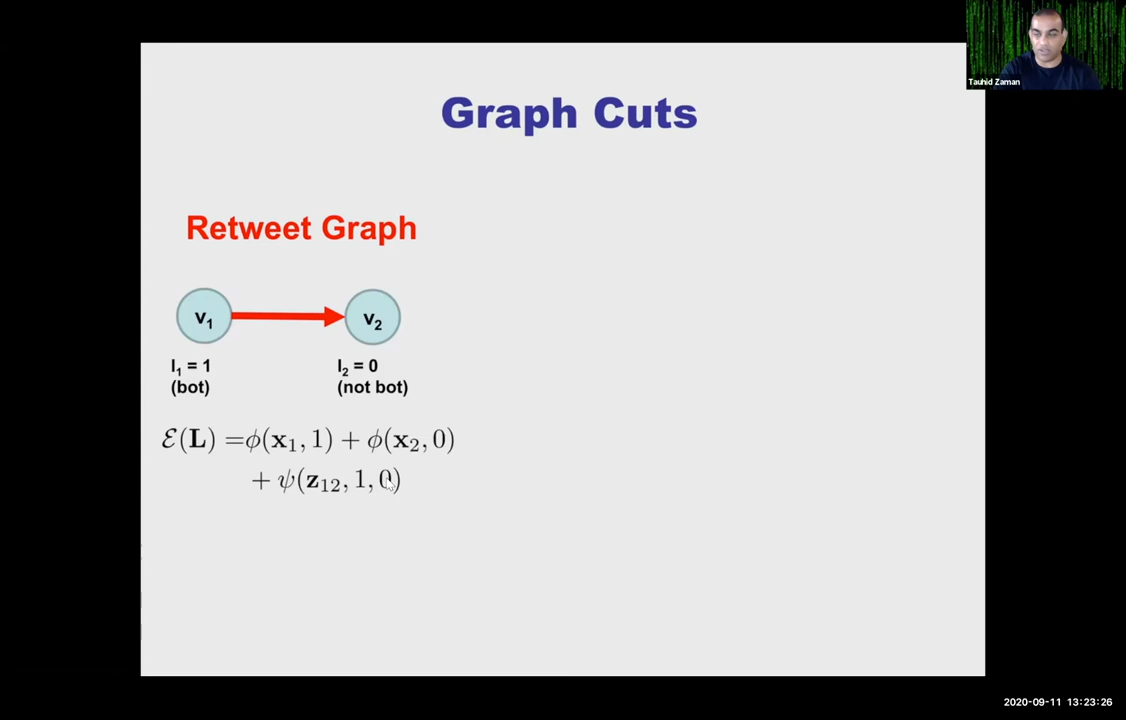 Tauhid Zaman
Graph Cuts
Retweet Graph
v₁ v₂
l₁ = 1 l₂ = 0
(bot) (not bot)
ℰ(L) =ϕ(x₁, 1) + ϕ(x₂, 0)
+ ψ(z₁₂, 1, 0)
2020-09-11 13:23:26